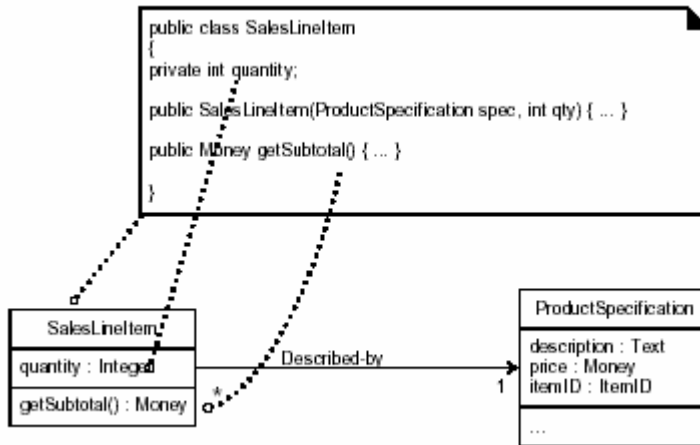 public class SalesLineItem
{
private int quantity;
public SalesLineItem(ProductSpecification spec, int qty) { ... }
public Money getSubtotal() { ... }
}
SalesLineItem
quantity : Integer
getSubtotal() : Money
*
Described-by
1
ProductSpecification
description : Text
price : Money
itemID : ItemID
...